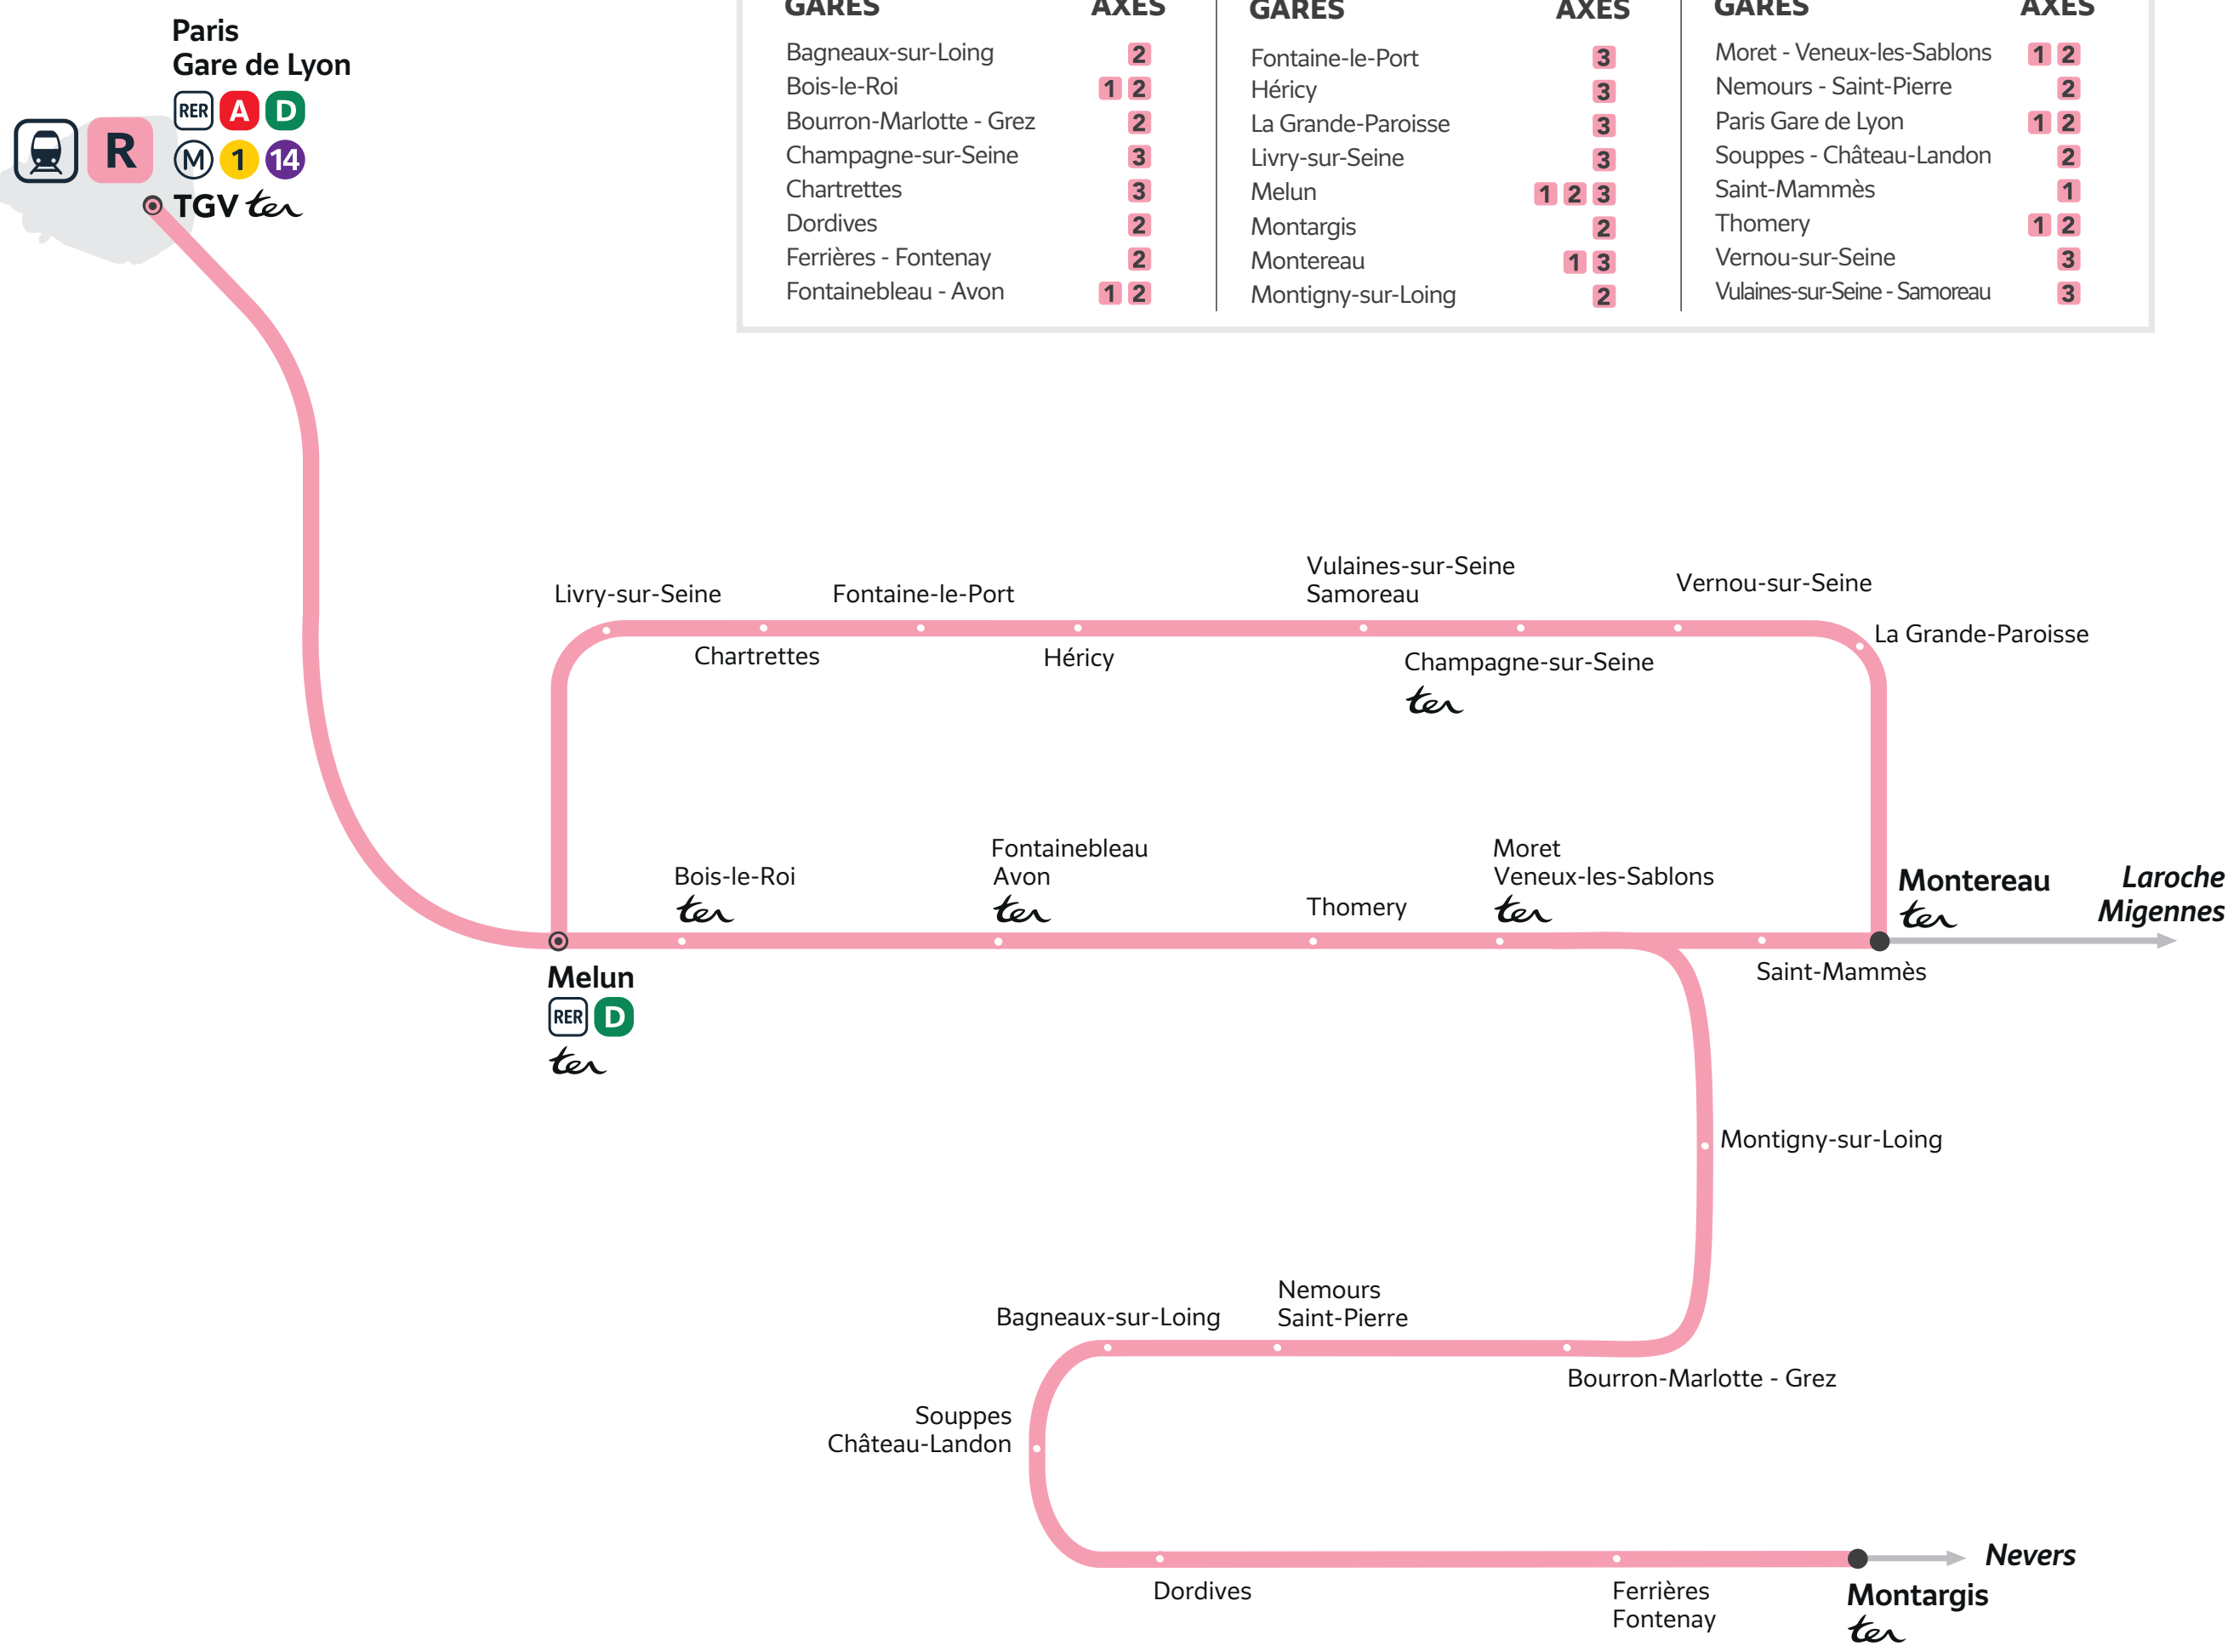 Paris
Gare de Lyon
RER A D
M 1 14
R
TGV ter
GARES AXES
Bagneaux-sur-Loing 2
Bois-le-Roi 1 2
Bourron-Marlotte - Grez 2
Champagne-sur-Seine 3
Chartrettes 3
Dordives 2
Ferrières - Fontenay 2
Fontainebleau - Avon 1 2
GARES AXES
Fontaine-le-Port 3
Héricy 3
La Grande-Paroisse 3
Livry-sur-Seine 3
Melun 1 2 3
Montargis 2
Montereau 1 3
Montigny-sur-Loing 2
GARES AXES
Moret - Veneux-les-Sablons 1 2
Nemours - Saint-Pierre 2
Paris Gare de Lyon 1 2
Souppes - Château-Landon 2
Saint-Mammès 1
Thomery 1 2
Vernou-sur-Seine 3
Vulaines-sur-Seine - Samoreau 3
Livry-sur-Seine
Chartrettes
Fontaine-le-Port
Héricy
Vulaines-sur-Seine
Samoreau
Champagne-sur-Seine
ter
Vernou-sur-Seine
La Grande-Paroisse
Bois-le-Roi
ter
Fontainebleau
Avon
ter
Thomery
Moret
Veneux-les-Sablons
ter
Montereau
ter
Laroche
Migennes
Saint-Mammès
Melun
RER D
ter
Montigny-sur-Loing
Bourron-Marlotte - Grez
Nemours
Saint-Pierre
Bagneaux-sur-Loing
Souppes
Château-Landon
Dordives
Ferrières
Fontenay
Nevers
Montargis
ter